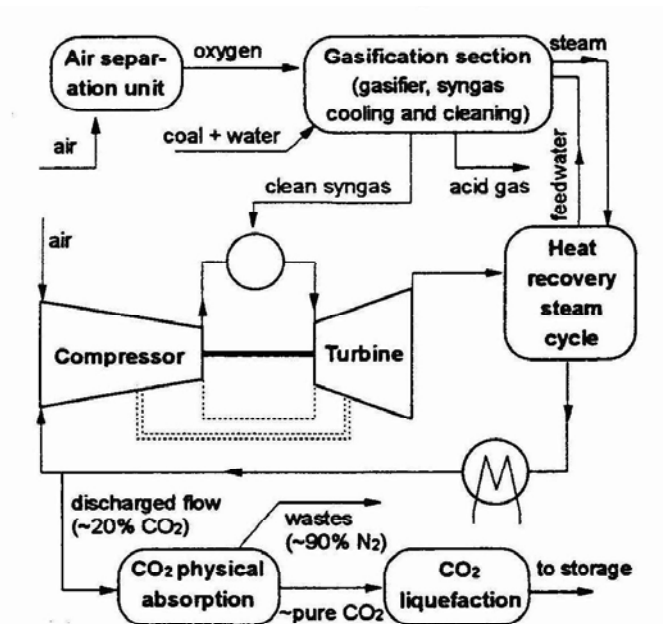 Air separ-
ation unit
oxygen
Gasification section
(gasifier, syngas
cooling and cleaning)
steam
air
coal + water
clean syngas
acid gas
feedwater
air
Heat
recovery
steam
cycle
Compressor
Turbine
discharged flow
(~20% CO₂)
wastes
(~90% N₂)
CO₂ physical
absorption
~pure CO₂
CO₂
liquefaction
to storage